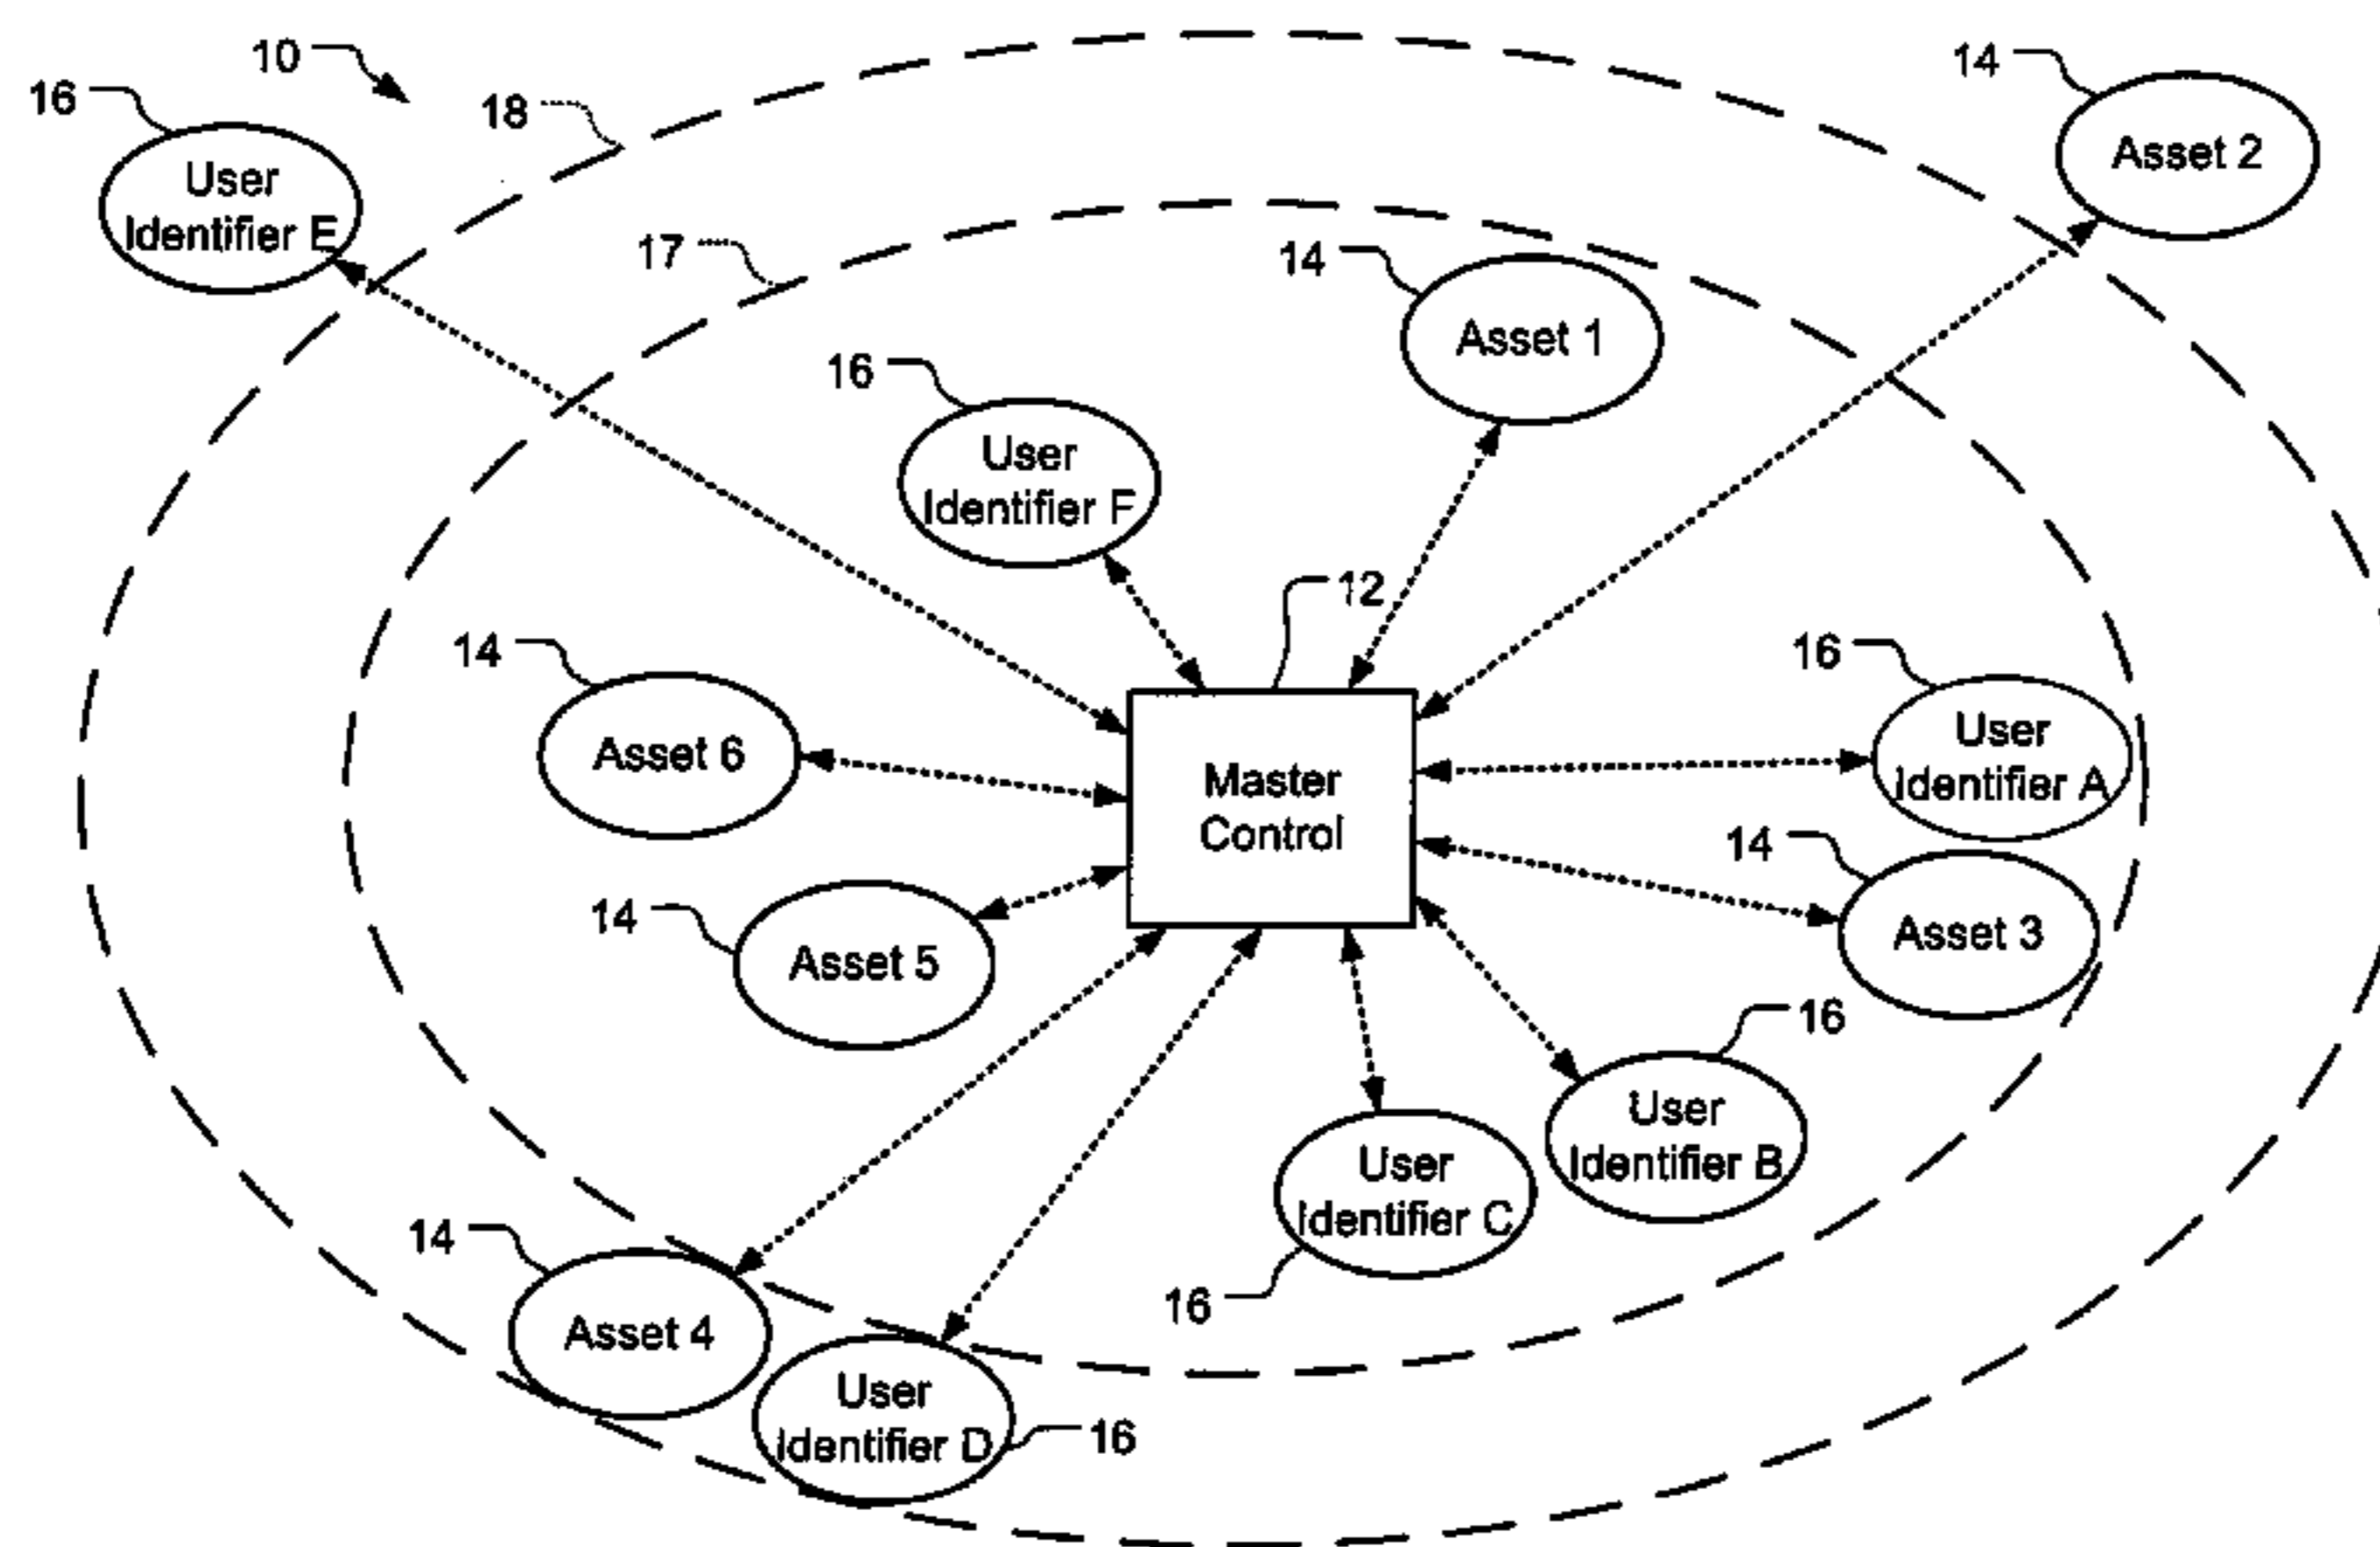 10
14
16
18
Asset 2
User
Identifier E
17
14
Asset 1
16
User
Identifier F
12
14
16
Asset 6
User
Identifier A
Master
Control
14
14
Asset 5
Asset 3
16
User
Identifier B
User
Identifier C
14
16
Asset 4
User
Identifier D
16